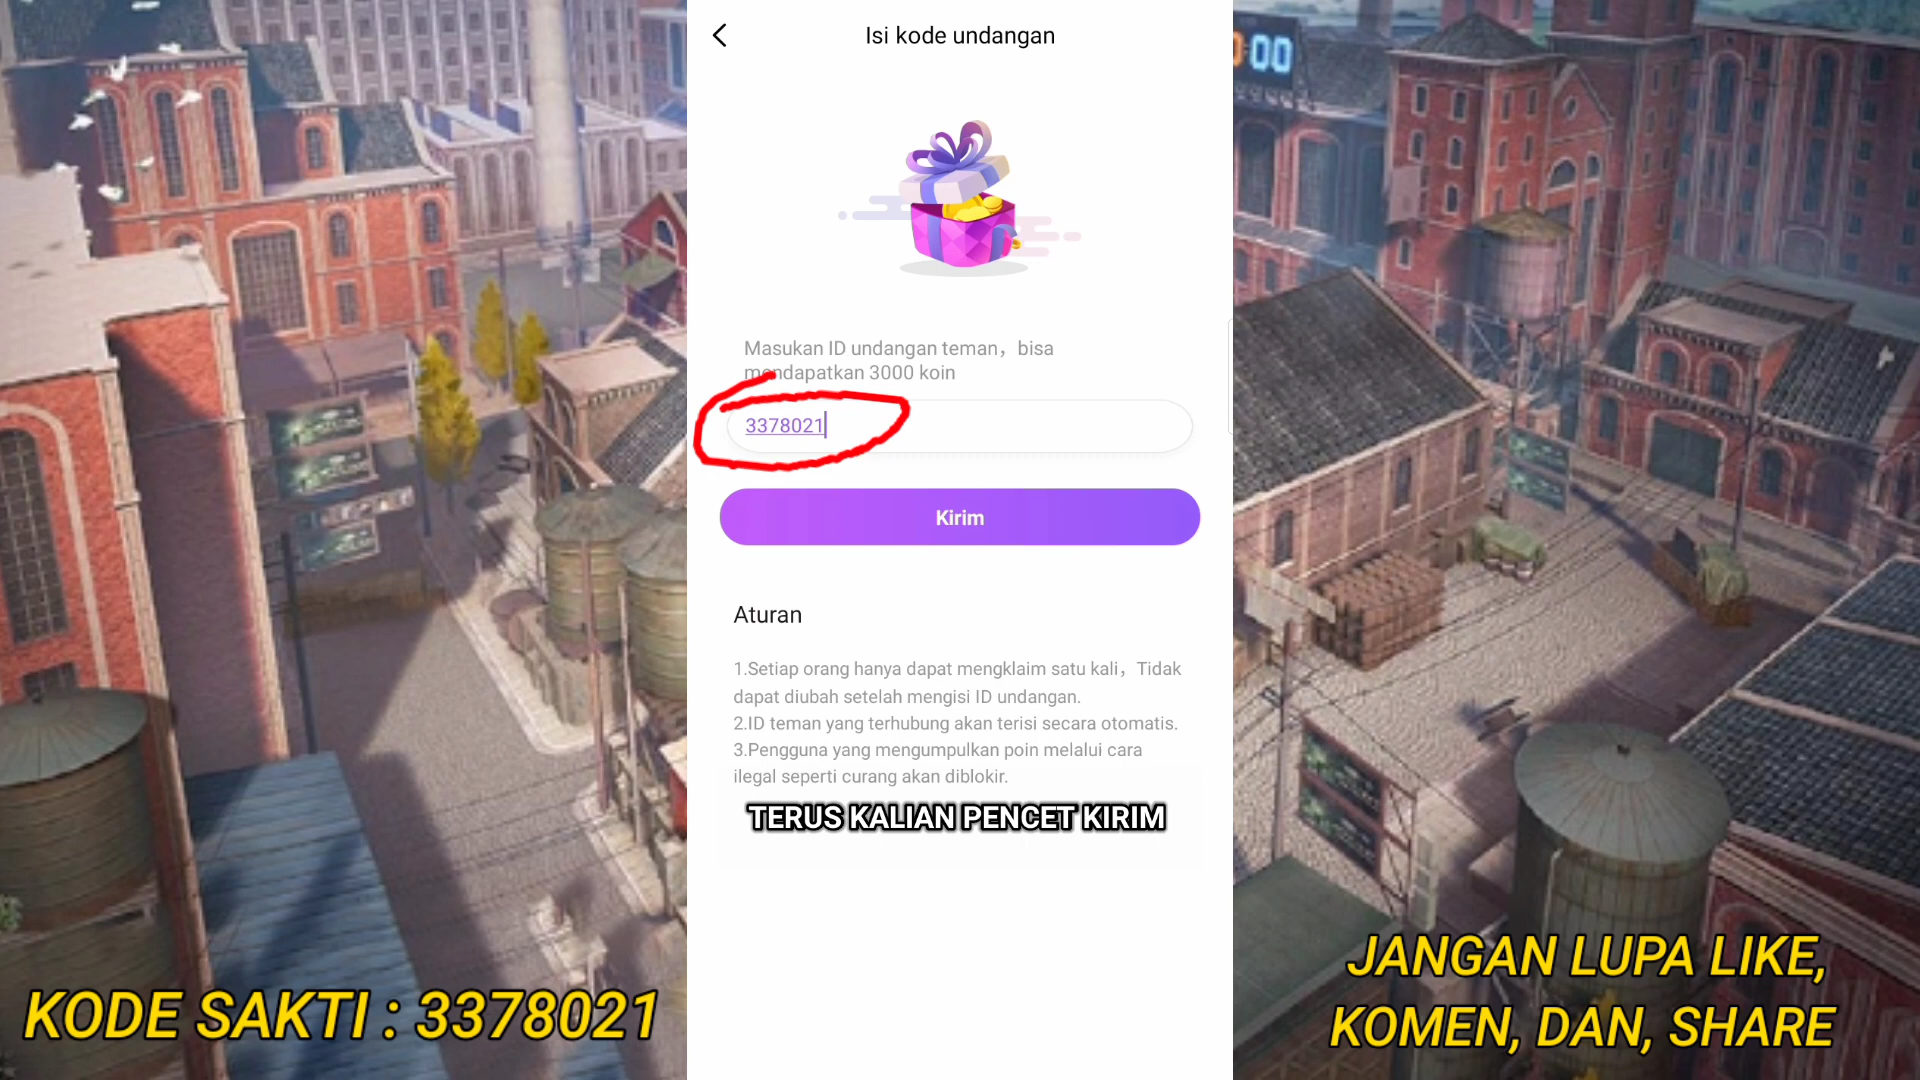 Isi kode undangan
:00
Masukan ID undangan teman，bisa
mendapatkan 3000 koin
3378021
Kirim
Aturan
1.Setiap orang hanya dapat mengklaim satu kali，Tidak
dapat diubah setelah mengisi ID undangan.
2.ID teman yang terhubung akan terisi secara otomatis.
3.Pengguna yang mengumpulkan poin melalui cara
ilegal seperti curang akan diblokir.
TERUS KALIAN PENCET KIRIM
KODE SAKTI : 3378021
JANGAN LUPA LIKE,
KOMEN, DAN, SHARE